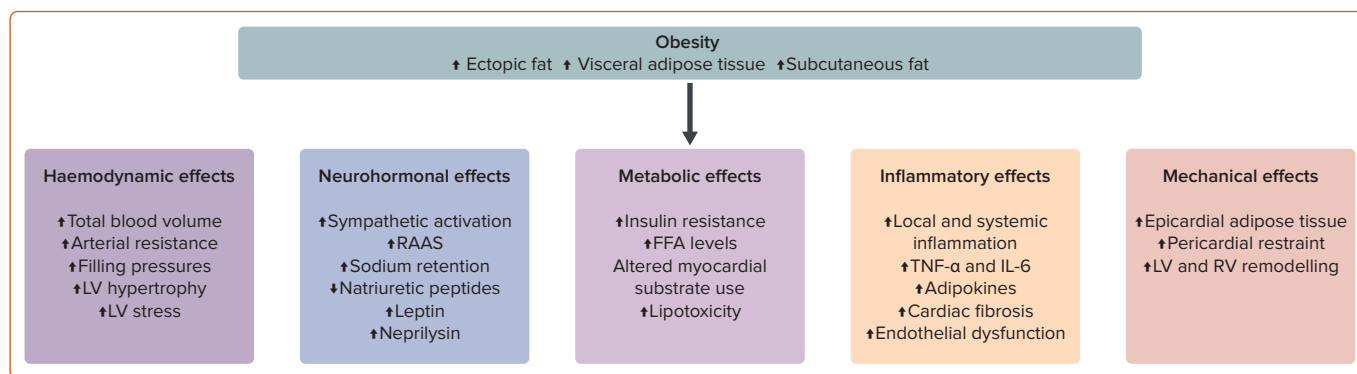 Obesity
↑ Ectopic fat ↑ Visceral adipose tissue ↑Subcutaneous fat
Haemodynamic effects
↑Total blood volume
↑Arterial resistance
↑Filling pressures
↑LV hypertrophy
↑LV stress
Neurohormonal effects
↑Sympathetic activation
↑RAAS
↑Sodium retention
↓Natriuretic peptides
↑Leptin
↑Neprilysin
Metabolic effects
↑Insulin resistance
↑FFA levels
Altered myocardial
substrate use
↑Lipotoxicity
Inflammatory effects
↑Local and systemic
inflammation
↑TNF-α and IL-6
↑Adipokines
↑Cardiac fibrosis
↑Endothelial dysfunction
Mechanical effects
↑Epicardial adipose tissue
↑Pericardial restraint
↑LV and RV remodelling